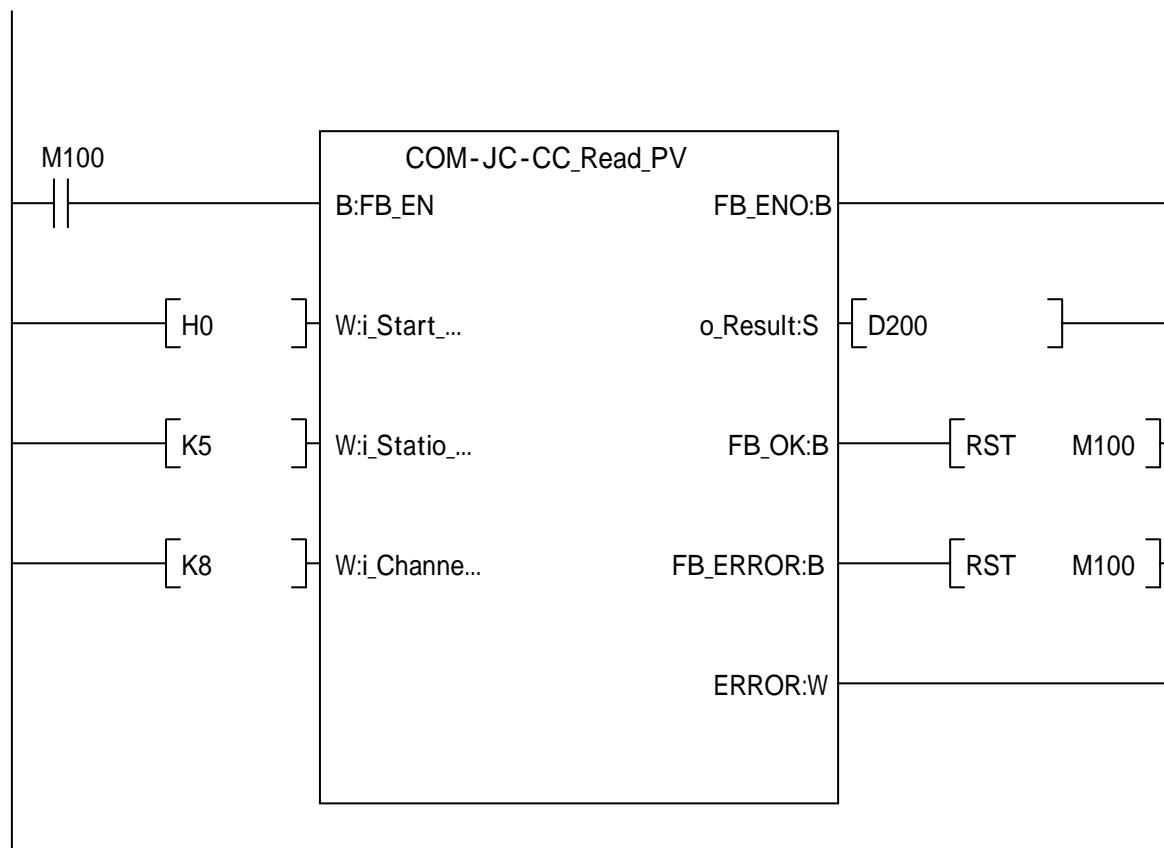 M100
COM-JC-CC_Read_PV
B:FB_EN FB_ENO:B
H0 W:i_Start_... o_Result:S D200
K5 W:i_Statio_... FB_OK:B RST M100
K8 W:i_Channe... FB_ERROR:B RST M100
ERROR:W